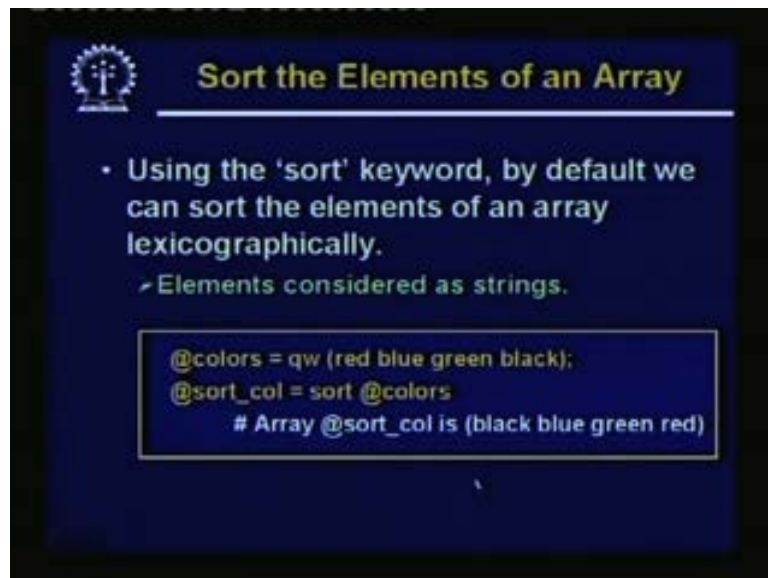 Sort the Elements of an Array
• Using the ‘sort’ keyword, by default we
can sort the elements of an array
lexicographically.
➢Elements considered as strings.
@colors = qw (red blue green black);
@sort_col = sort @colors
# Array @sort_col is (black blue green red)